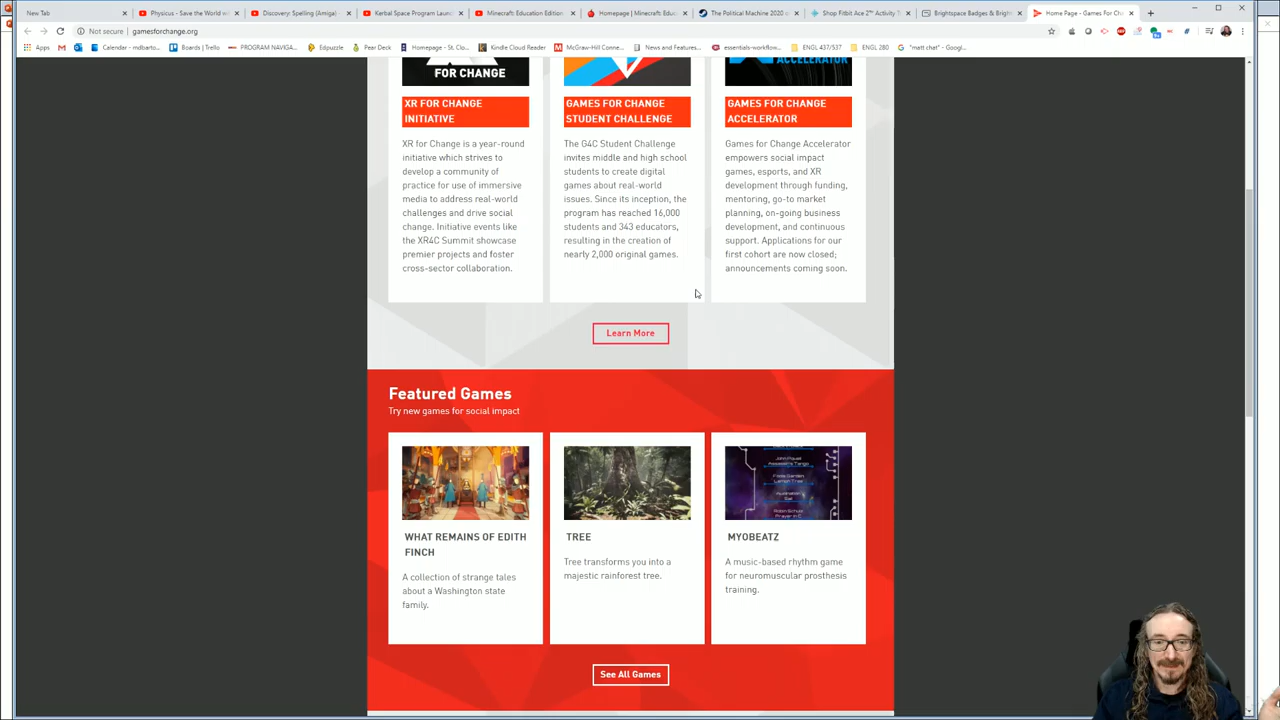 New Tab
Physicus - Save the World wi
Discovery: Spelling (Amiga)
Kerbal Space Program Launc
Minecraft: Education Edition
Homepage | Minecraft: Edu
The Political Machine 2020 o
Shop Fitbit Ace 2™ Activity T
Brightspace Badges & Bright
Home Page - Games For Ch
Not secure | gamesforchange.org
Apps
Calendar - mdbarto...
Boards | Trello
PROGRAM NAVIGA...
Edpuzzle
Pear Deck
Homepage - St. Clo...
Kindle Cloud Reader
McGraw-Hill Conne...
News and Features...
essentials-workflow...
ENGL 437/537
ENGL 280
"matt chat" - Googl...
FOR CHANGE
ACCELERATOR
XR FOR CHANGE
INITIATIVE
XR for Change is a year-round
initiative which strives to
develop a community of
practice for use of immersive
media to address real-world
challenges and drive social
change. Initiative events like
the XR4C Summit showcase
premier projects and foster
cross-sector collaboration.
GAMES FOR CHANGE
STUDENT CHALLENGE
The G4C Student Challenge
invites middle and high school
students to create digital
games about real-world
issues. Since its inception, the
program has reached 16,000
students and 343 educators,
resulting in the creation of
nearly 2,000 original games.
GAMES FOR CHANGE
ACCELERATOR
Games for Change Accelerator
empowers social impact
games, esports, and XR
development through funding,
mentoring, go-to market
planning, on-going business
development, and continuous
support. Applications for our
first cohort are now closed;
announcements coming soon.
Learn More
Featured Games
Try new games for social impact
WHAT REMAINS OF EDITH
FINCH
A collection of strange tales
about a Washington state
family.
TREE
Tree transforms you into a
majestic rainforest tree.
MYOBEATZ
A music-based rhythm game
for neuromuscular prosthesis
training.
See All Games